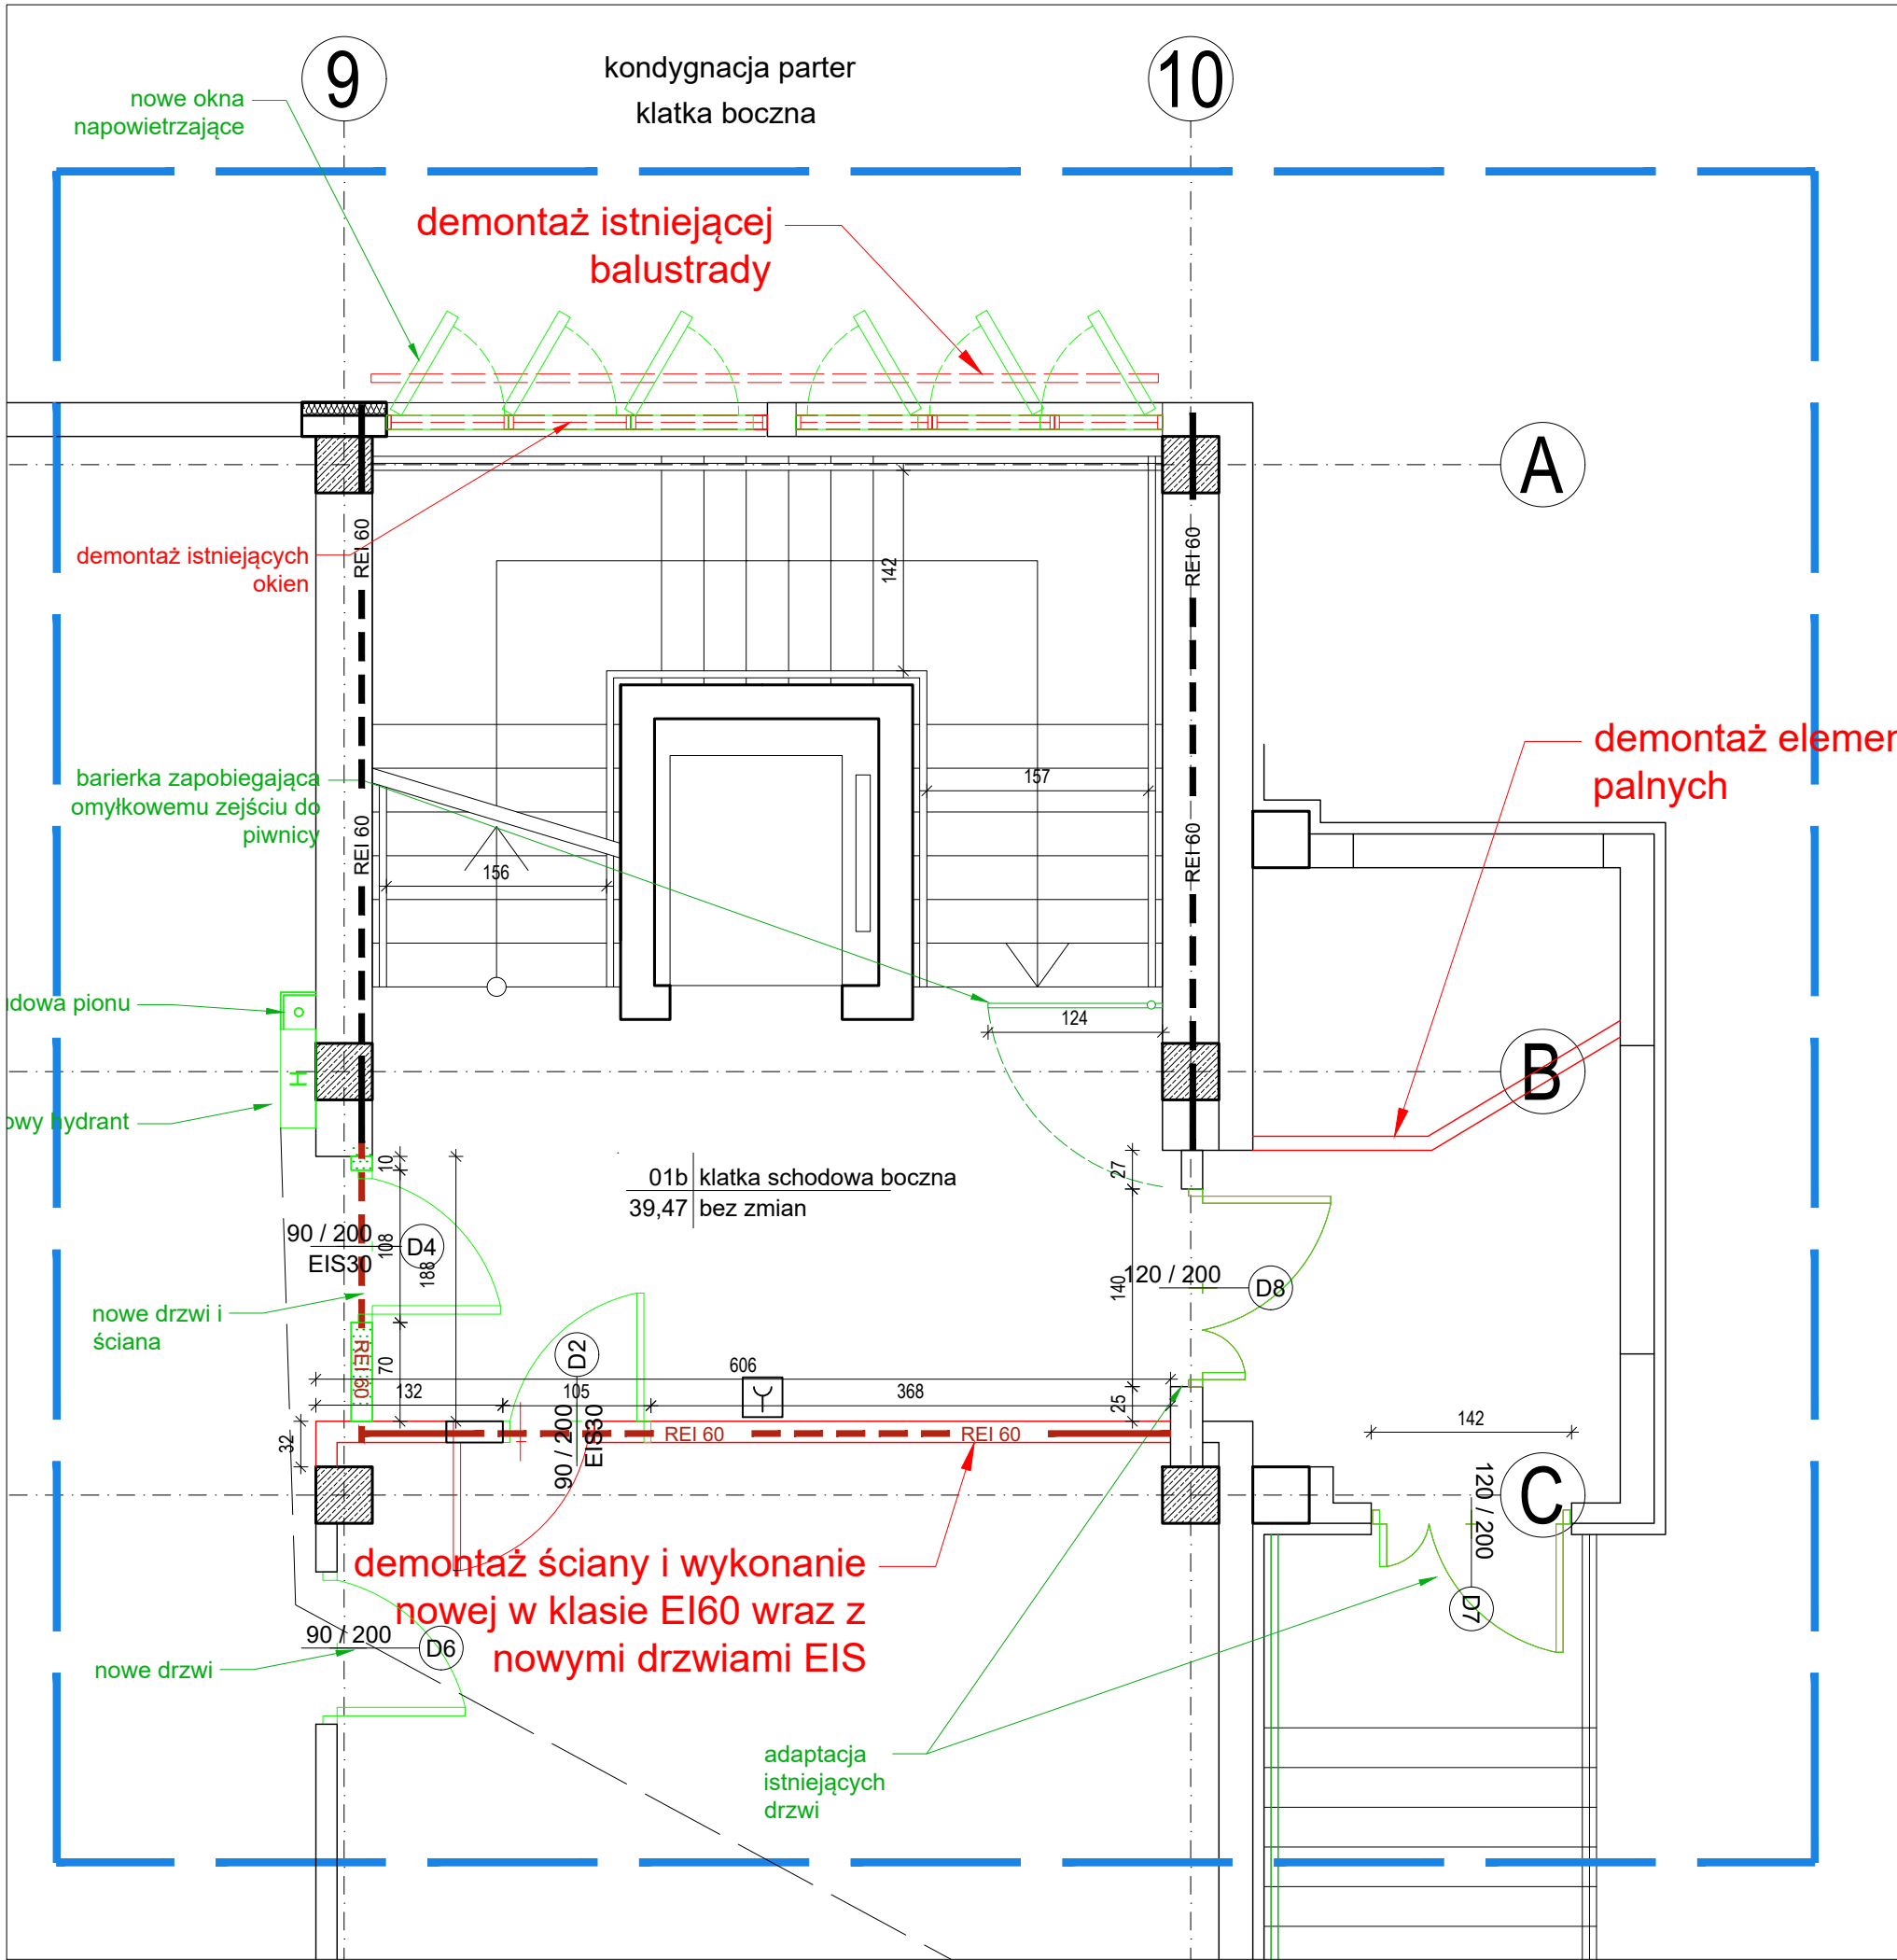 9
kondygnacja parter
klatka boczna
10
nowe okna
napowietrzające
demontaż istniejącej
balustrady
A
REI 60
REI 60
demontaż istniejących
okien
142
demontaż elemen
palnych
157
barierka zapobiegająca
omyłkowemu zejściu do
piwnicy
REI 60
REI 60
156
dowa pionu
124
B
H
owy hydrant
10
27
01b klatka schodowa boczna
39,47 bez zmian
90 / 200
EIS30
D4
108
188
120 / 200
D8
140
nowe drzwi i
ściana
REI 60
70
D2
606
132
105
368
25
142
32
90 / 200
EIS30
REI 60
REI 60
C
120 / 200
D7
demontaż ściany i wykonanie
nowej w klasie EI60 wraz z
nowymi drzwiami EIS
90 / 200
D6
nowe drzwi
adaptacja
istniejących
drzwi